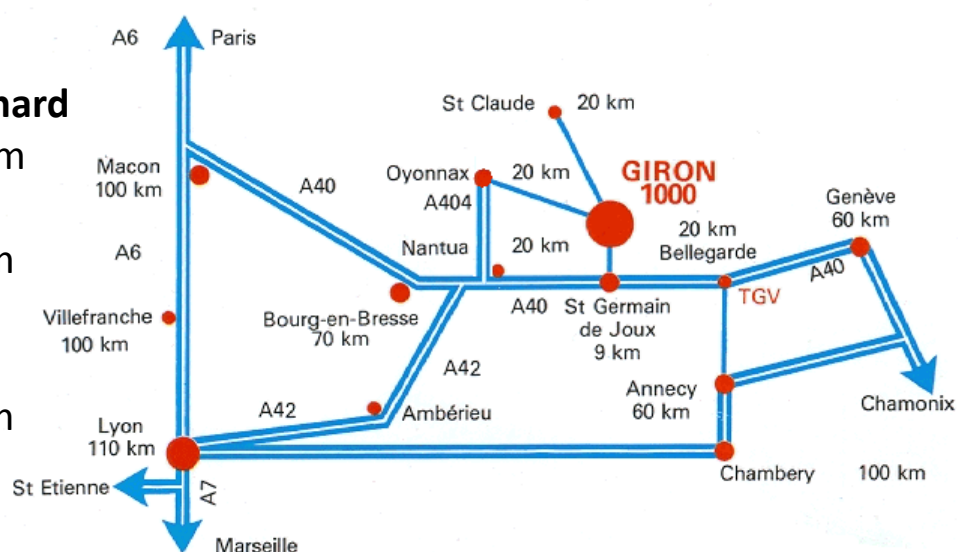 A6
Paris
nard
m
Macon
100 km
A40
St Claude
20 km
Oyonnax
20 km
A404
GIRON
1000
Nantua
20 km
20 km
Bellegarde
Genève
60 km
A6
n
A40
TGV
A40
Villefranche
100 km
Bourg-en-Bresse
70 km
St Germain
de Joux
9 km
A42
A42
Ambérieu
Annecy
60 km
Chamonix
n
Lyon
110 km
Chambery
100 km
St Etienne
A7
Marseille